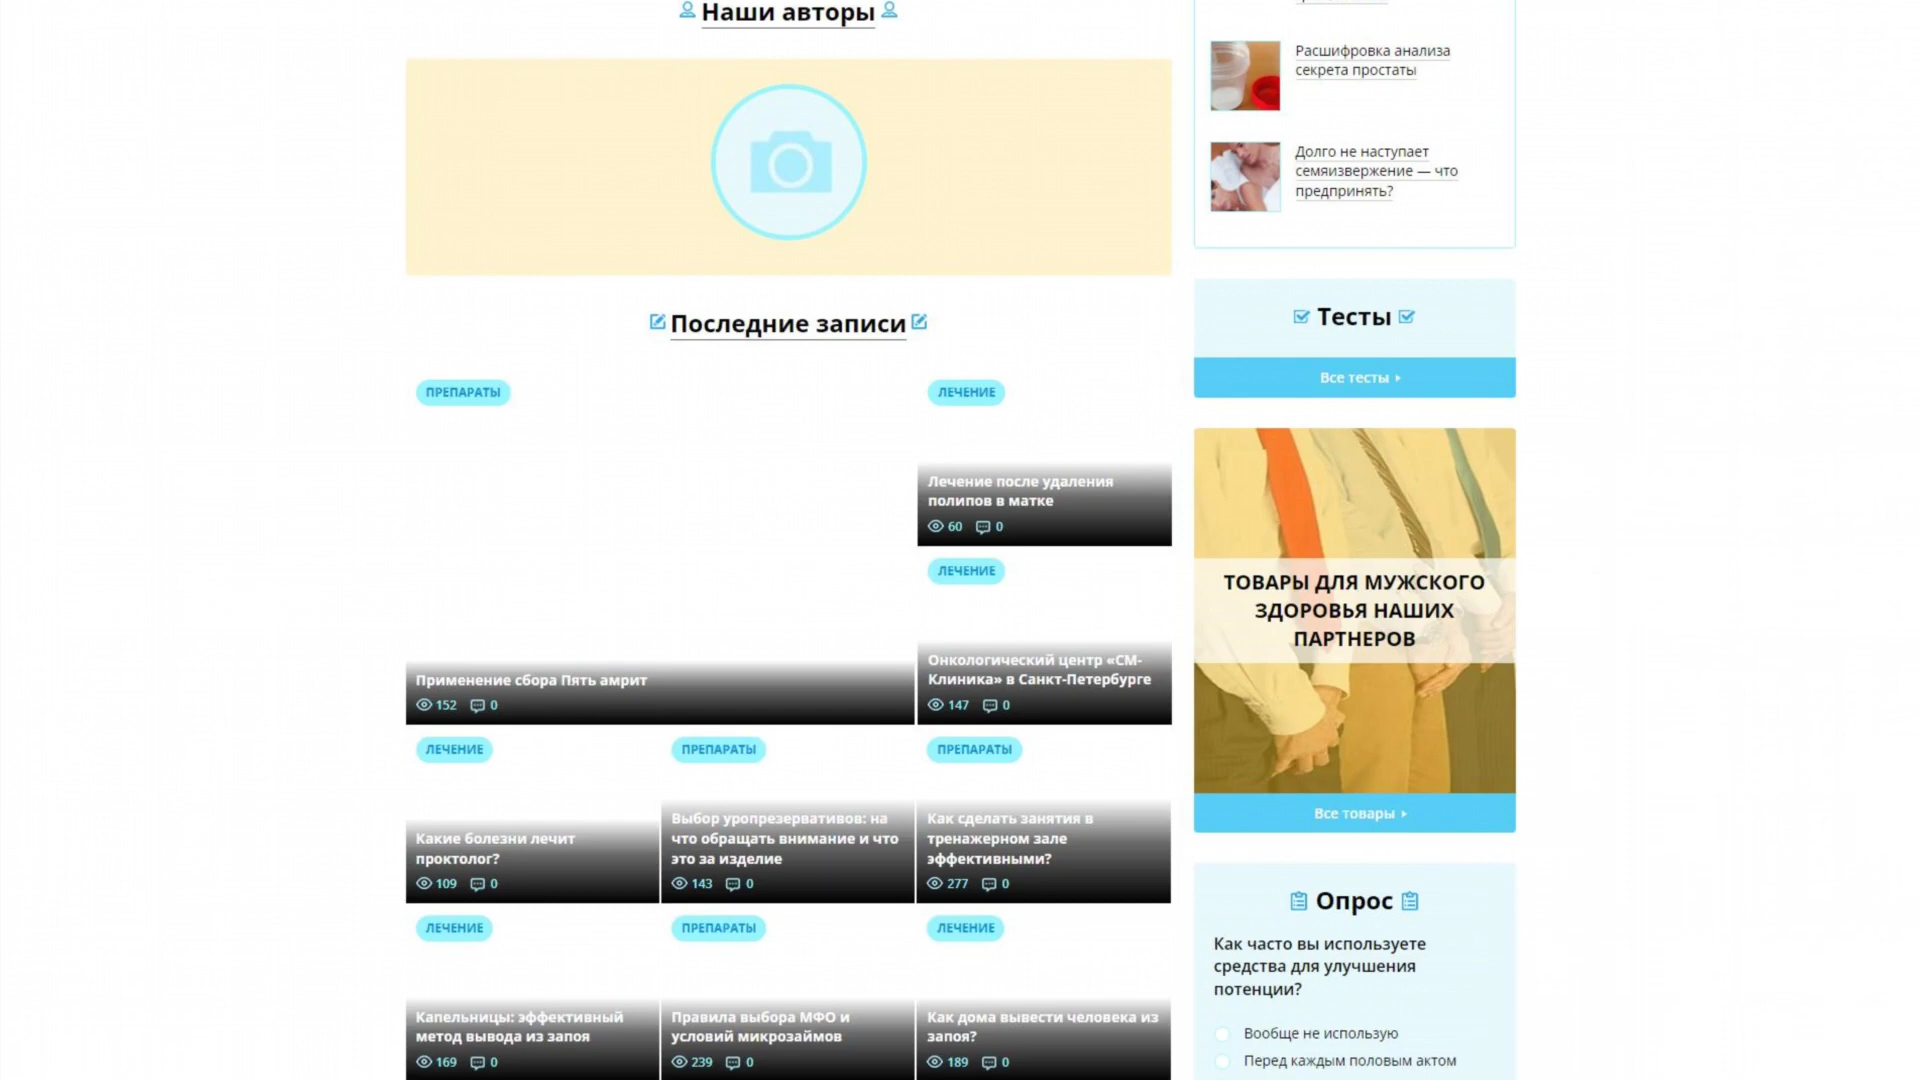 Наши авторы
Последние записи
ПРЕПАРАТЫ
Применение сбора Пять амрит
152 0
ЛЕЧЕНИЕ
Лечение после удаления
полипов в матке
60 0
ЛЕЧЕНИЕ
Онкологический центр «СМ-
Клиника» в Санкт-Петербурге
147 0
ЛЕЧЕНИЕ
Какие болезни лечит
проктолог?
109 0
ПРЕПАРАТЫ
Выбор уропрезервативов: на
что обращать внимание и что
это за изделие
143 0
ПРЕПАРАТЫ
Как сделать занятия в
тренажерном зале
эффективными?
277 0
ЛЕЧЕНИЕ
Капельницы: эффективный
метод вывода из запоя
169 0
ПРЕПАРАТЫ
Правила выбора МФО и
условий микрозаймов
239 0
ЛЕЧЕНИЕ
Как дома вывести человека из
запоя?
189 0
Расшифровка анализа
секрета простаты
Долго не наступает
семяизвержение — что
предпринять?
Тесты
Все тесты
ТОВАРЫ ДЛЯ МУЖСКОГО
ЗДОРОВЬЯ НАШИХ
ПАРТНЕРОВ
Все товары
Опрос
Как часто вы используете
средства для улучшения
потенции?
Вообще не использую
Перед каждым половым актом